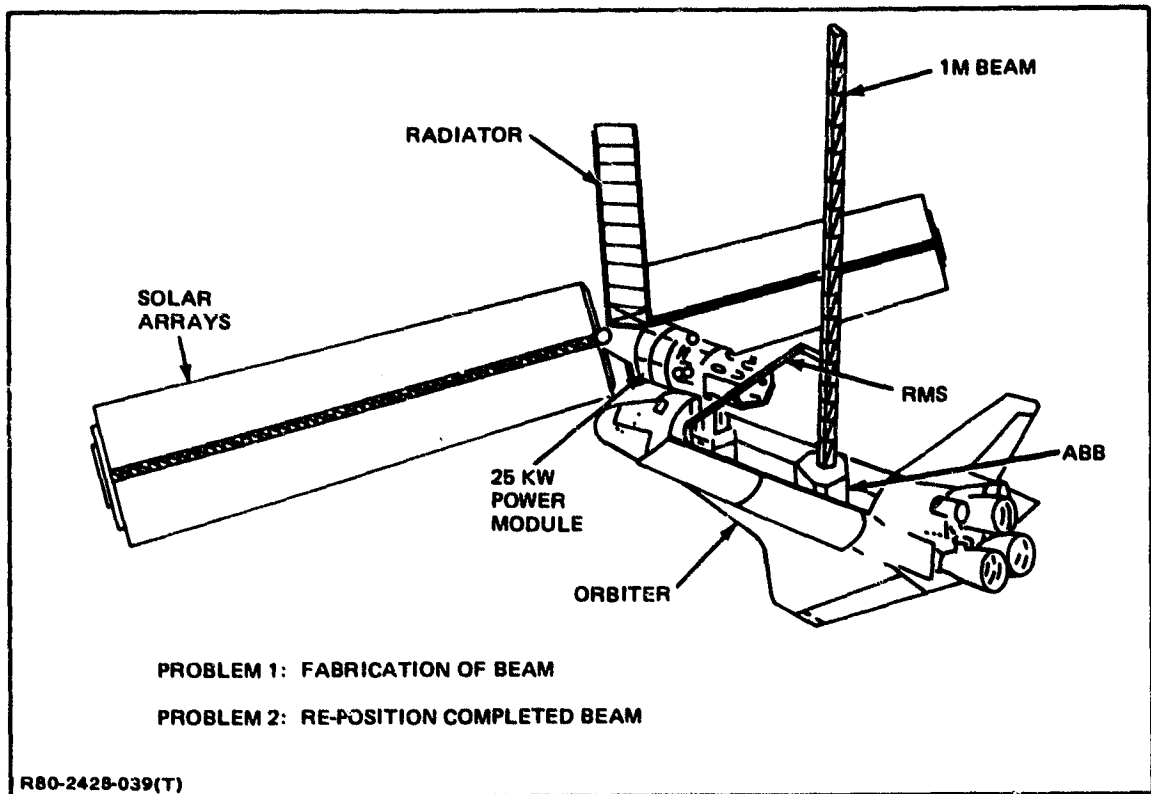 1M BEAM
RADIATOR
SOLAR
ARRAYS
RMS
ABB
25 KW
POWER
MODULE
ORBITER
PROBLEM 1: FABRICATION OF BEAM
PROBLEM 2: RE-POSITION COMPLETED BEAM
R80-2428-039(T)